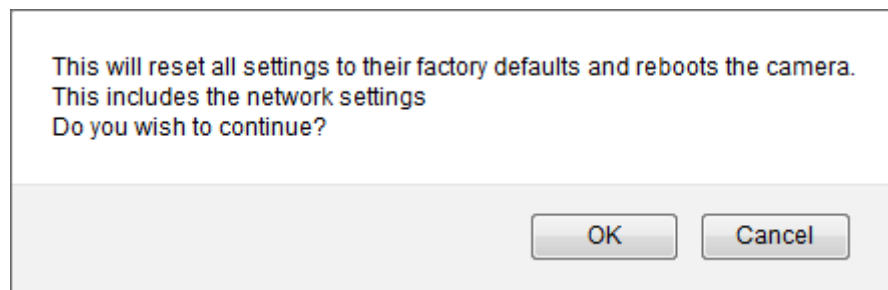 This will reset all settings to their factory defaults and reboots the camera.
This includes the network settings
Do you wish to continue?
OK
Cancel